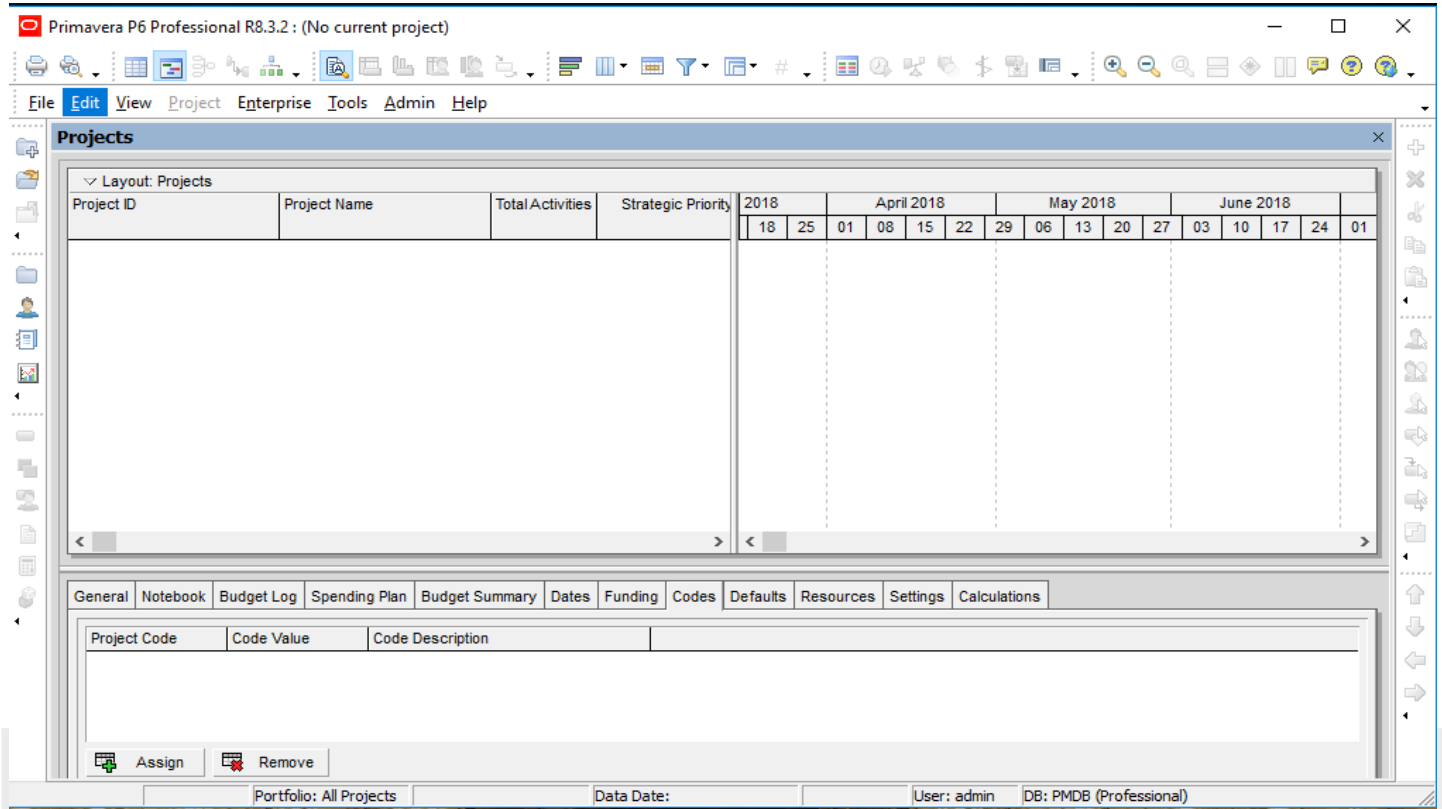 Primavera P6 Professional R8.3.2 : (No current project)
#
File Edit View Project Enterprise Tools Admin Help
Projects
Layout: Projects
Project ID Project Name Total Activities Strategic Priority 2018 April 2018 May 2018 June 2018
18 25 01 08 15 22 29 06 13 20 27 03 10 17 24 01
General Notebook Budget Log Spending Plan Budget Summary Dates Funding Codes Defaults Resources Settings Calculations
Project Code Code Value Code Description
Assign Remove
Portfolio: All Projects Data Date: User: admin DB: PMDB (Professional)